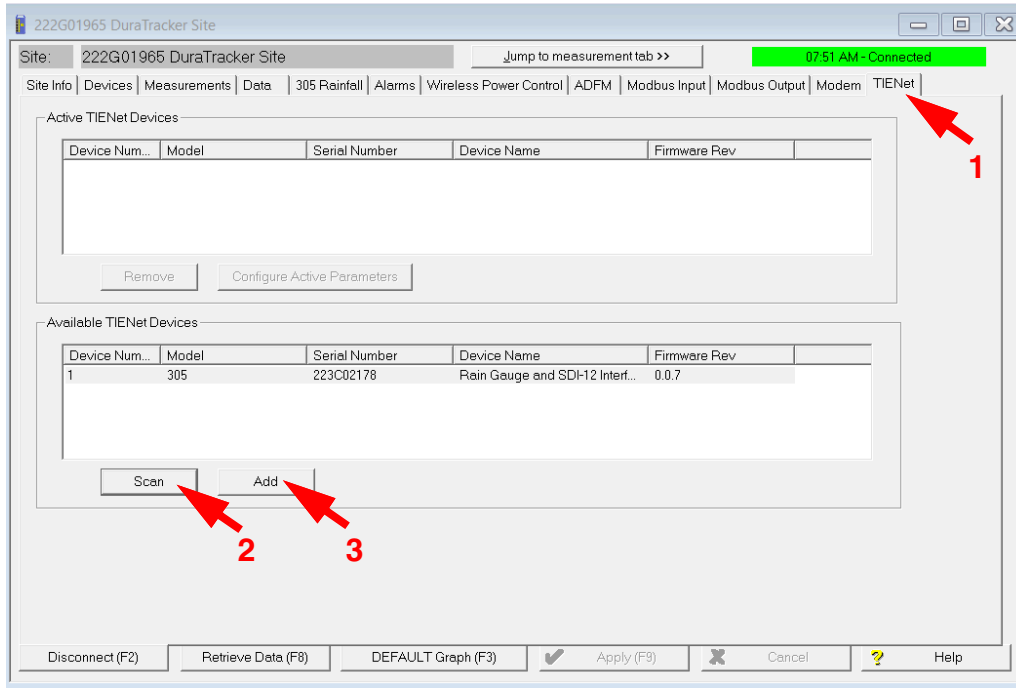 222G01965 DuraTracker Site
Site: 222G01965 DuraTracker Site Jump to measurement tab >> 07:51 AM - Connected
Site Info Devices Measurements Data 305 Rainfall Alarms Wireless Power Control ADFM Modbus Input Modbus Output Modem TIENet
1
Active TIENet Devices
Device Num... Model Serial Number Device Name Firmware Rev
Remove Configure Active Parameters
Available TIENet Devices
Device Num... Model Serial Number Device Name Firmware Rev
1 305 223C02178 Rain Gauge and SDI-12 Interf... 0.0.7
Scan Add
2 3
Disconnect (F2) Retrieve Data (F8) DEFAULT Graph (F3) Apply (F9) Cancel Help